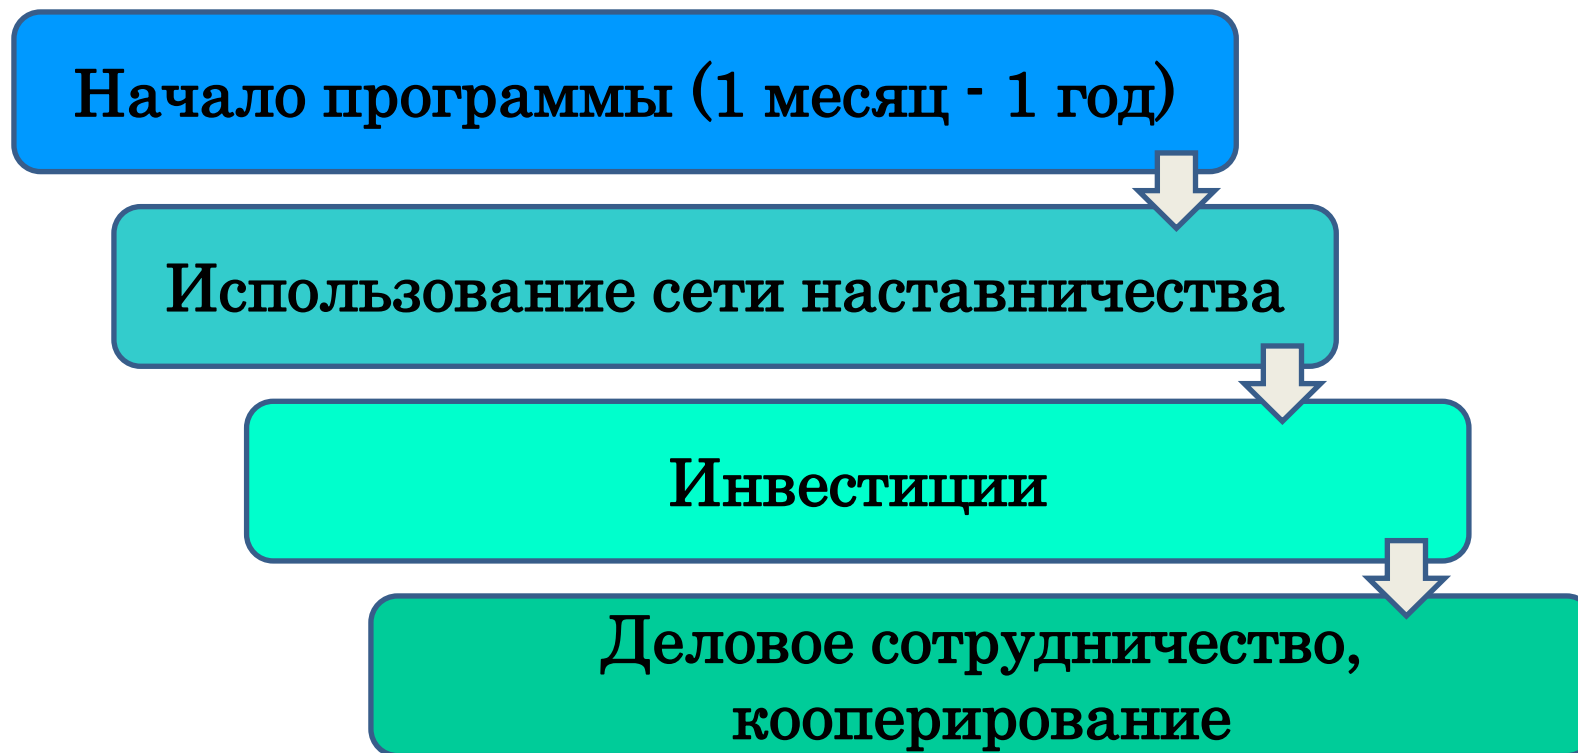 Начало программы (1 месяц - 1 год)
Использование сети наставничества
Инвестиции
Деловое сотрудничество,
кооперирование